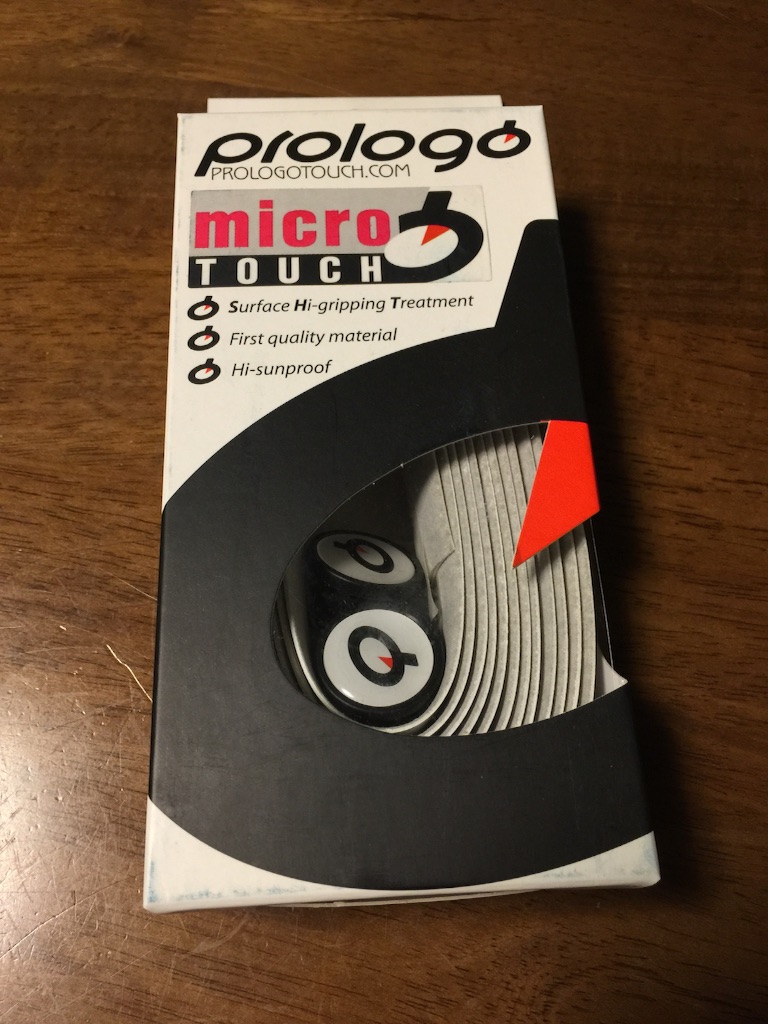 prologo
PROLOGOTOUCH.COM
micro
TOUCH
Surface Hi-gripping Treatment
First quality material
Hi-sunproof